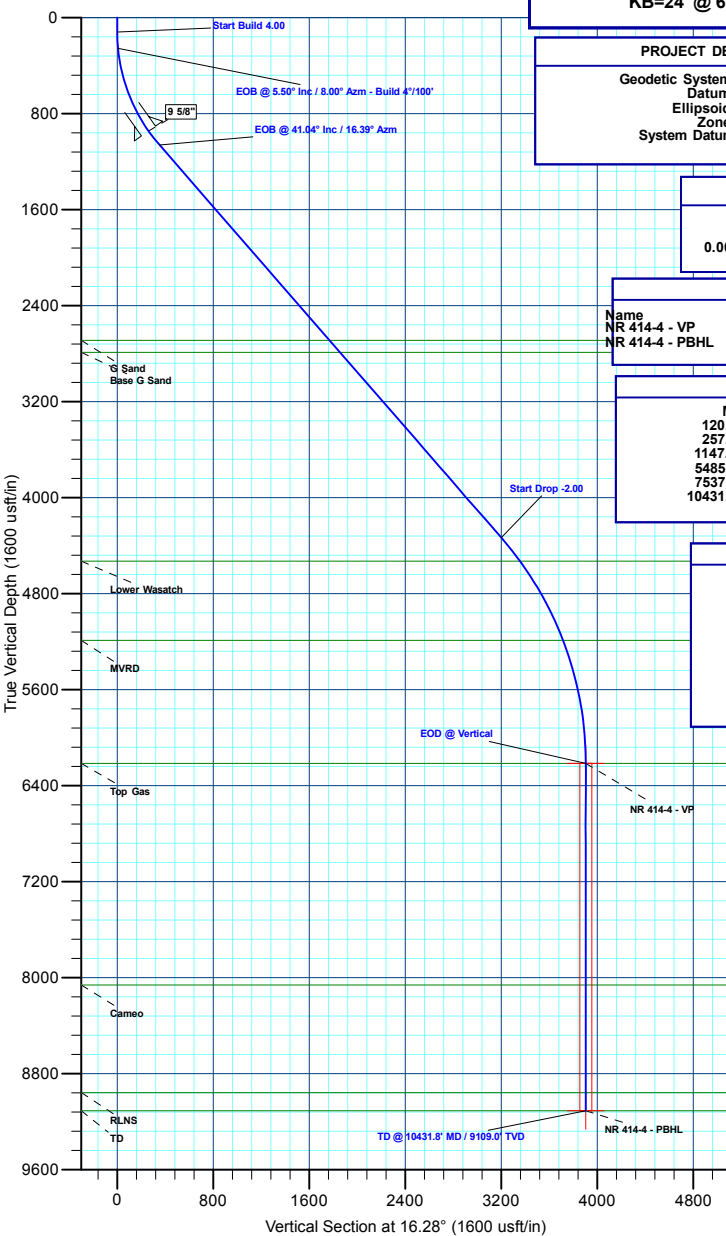 KB=24' @ 6
PROJECT DE
Geodetic System
Datum
Ellipsoid
Zone
System Datum
0.00
Name
NR 414-4 - VP
NR 414-4 - PBHL
120
257
1147
5485
7537
10431
Start Build 4.00
EOB @ 5.50° Inc / 8.00° Azm - Build 4°/100'
9 5/8"
EOB @ 41.04° Inc / 16.39° Azm
G Sand
Base G Sand
Start Drop -2.00
Lower Wasatch
MVRD
EOD @ Vertical
Top Gas
NR 414-4 - VP
Cameo
RLNS
TD
TD @ 10431.8' MD / 9109.0' TVD
NR 414-4 - PBHL
True Vertical Depth (1600 usft/in)
0
800
1600
2400
3200
4000
4800
5600
6400
7200
8000
8800
9600
0 800 1600 2400 3200 4000 4800
Vertical Section at 16.28° (1600 usft/in)